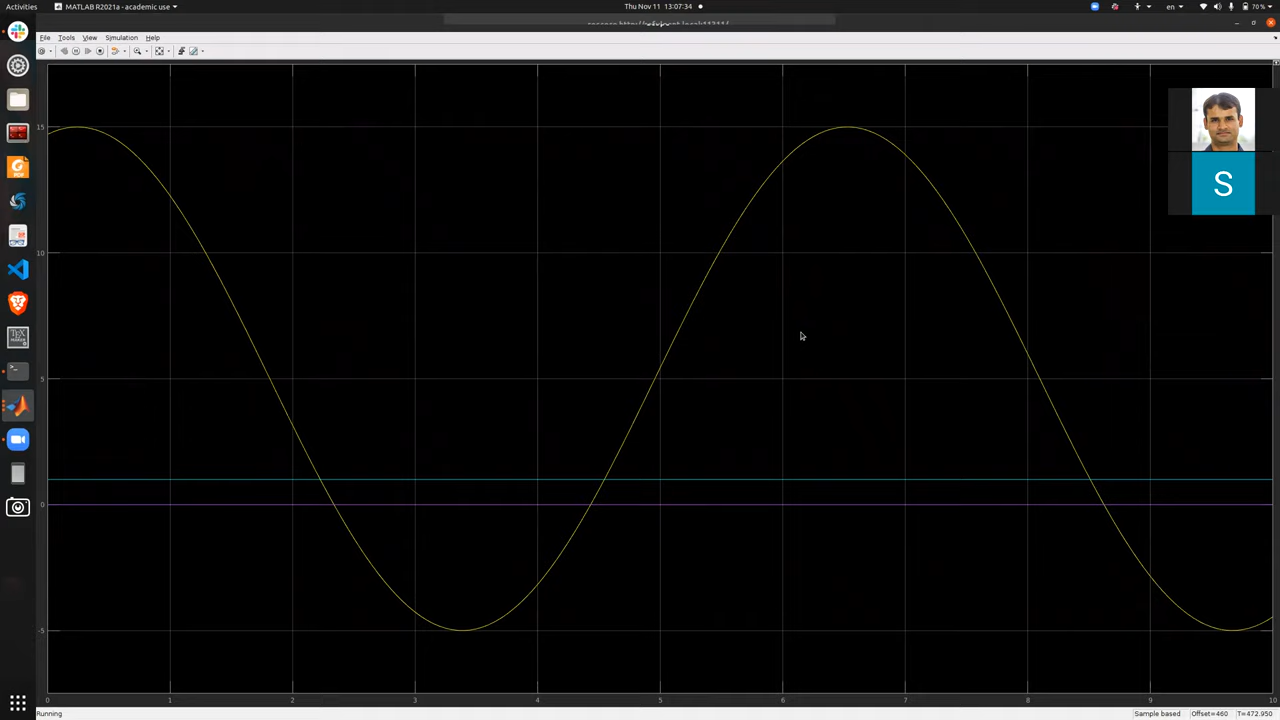 Activities MATLAB R2021a - academic use Thu Nov 11 13:07:34 en 70%
File Tools View Simulation Help
S
15
10
5
0
-5
0 1 2 3 4 5 6 7 8 9 10
Running Sample based Offset=460 T=472.950